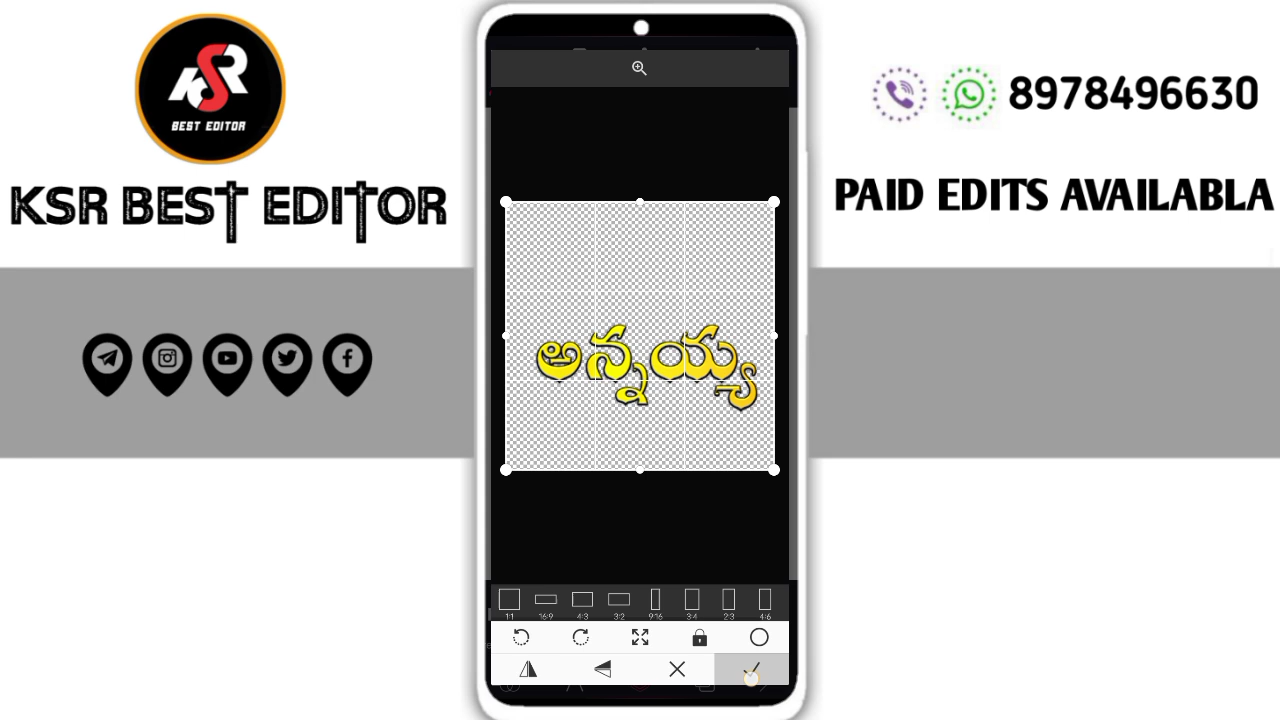 KSR
BEST EDITOR
KSR BEST EDITOR
8978496630
PAID EDITS AVAILABLA
అన్నయ్య
1:1 16:9 4:3 3:2 9:16 3:4 2:3 4:6